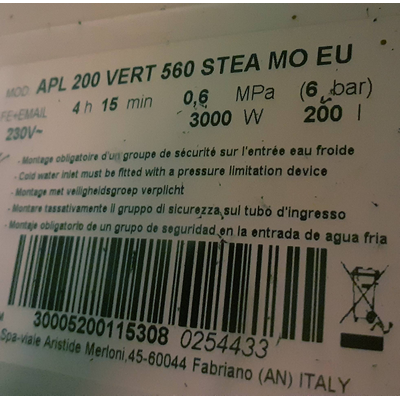 MOD. APL 200 VERT 560 STEA MO EU
FE+EMAIL 4 h 15 min 0,6 MPa (6 bar)
230V~ 3000 W 200 l
- Montage obligatoire d'un groupe de sécurité sur l'entrée eau froide
- Cold water inlet must be fitted with a pressure limitation device
- Montage met veiligheidsgroep verplicht
- Montare tassativamente il gruppo di sicurezza sul tubo d'ingresso
- Montaje obligatorio de un grupo de seguridad en la entrada de agua fria
30005200115308 0254433
Spa-viale Aristide Merloni,45-60044 Fabriano (AN) ITALY